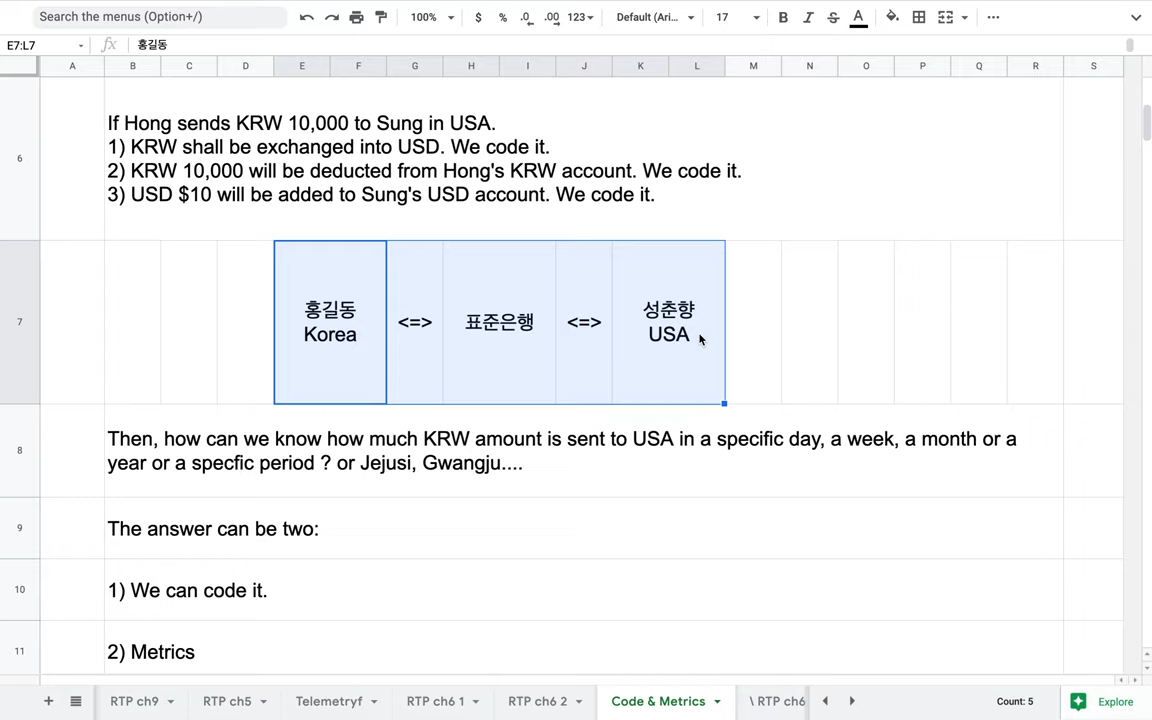 Search the menus (Option+/)
100%
$ % .0 .00 123
Default (Ari...
17
B I S A
E7:L7
fx 홍길동
A B C D E F G H I J K L M N O P Q R S
6
If Hong sends KRW 10,000 to Sung in USA.
1) KRW shall be exchanged into USD. We code it.
2) KRW 10,000 will be deducted from Hong's KRW account. We code it.
3) USD $10 will be added to Sung's USD account. We code it.
7
홍길동
Korea
<=>
표준은행
<=>
성춘향
USA
8
Then, how can we know how much KRW amount is sent to USA in a specific day, a week, a month or a
year or a specfic period ? or Jejusi, Gwangju....
9
The answer can be two:
10
1) We can code it.
11
2) Metrics
RTP ch9
RTP ch5
Telemetryf
RTP ch6 1
RTP ch6 2
Code & Metrics
\ RTP ch6
Count: 5
Explore